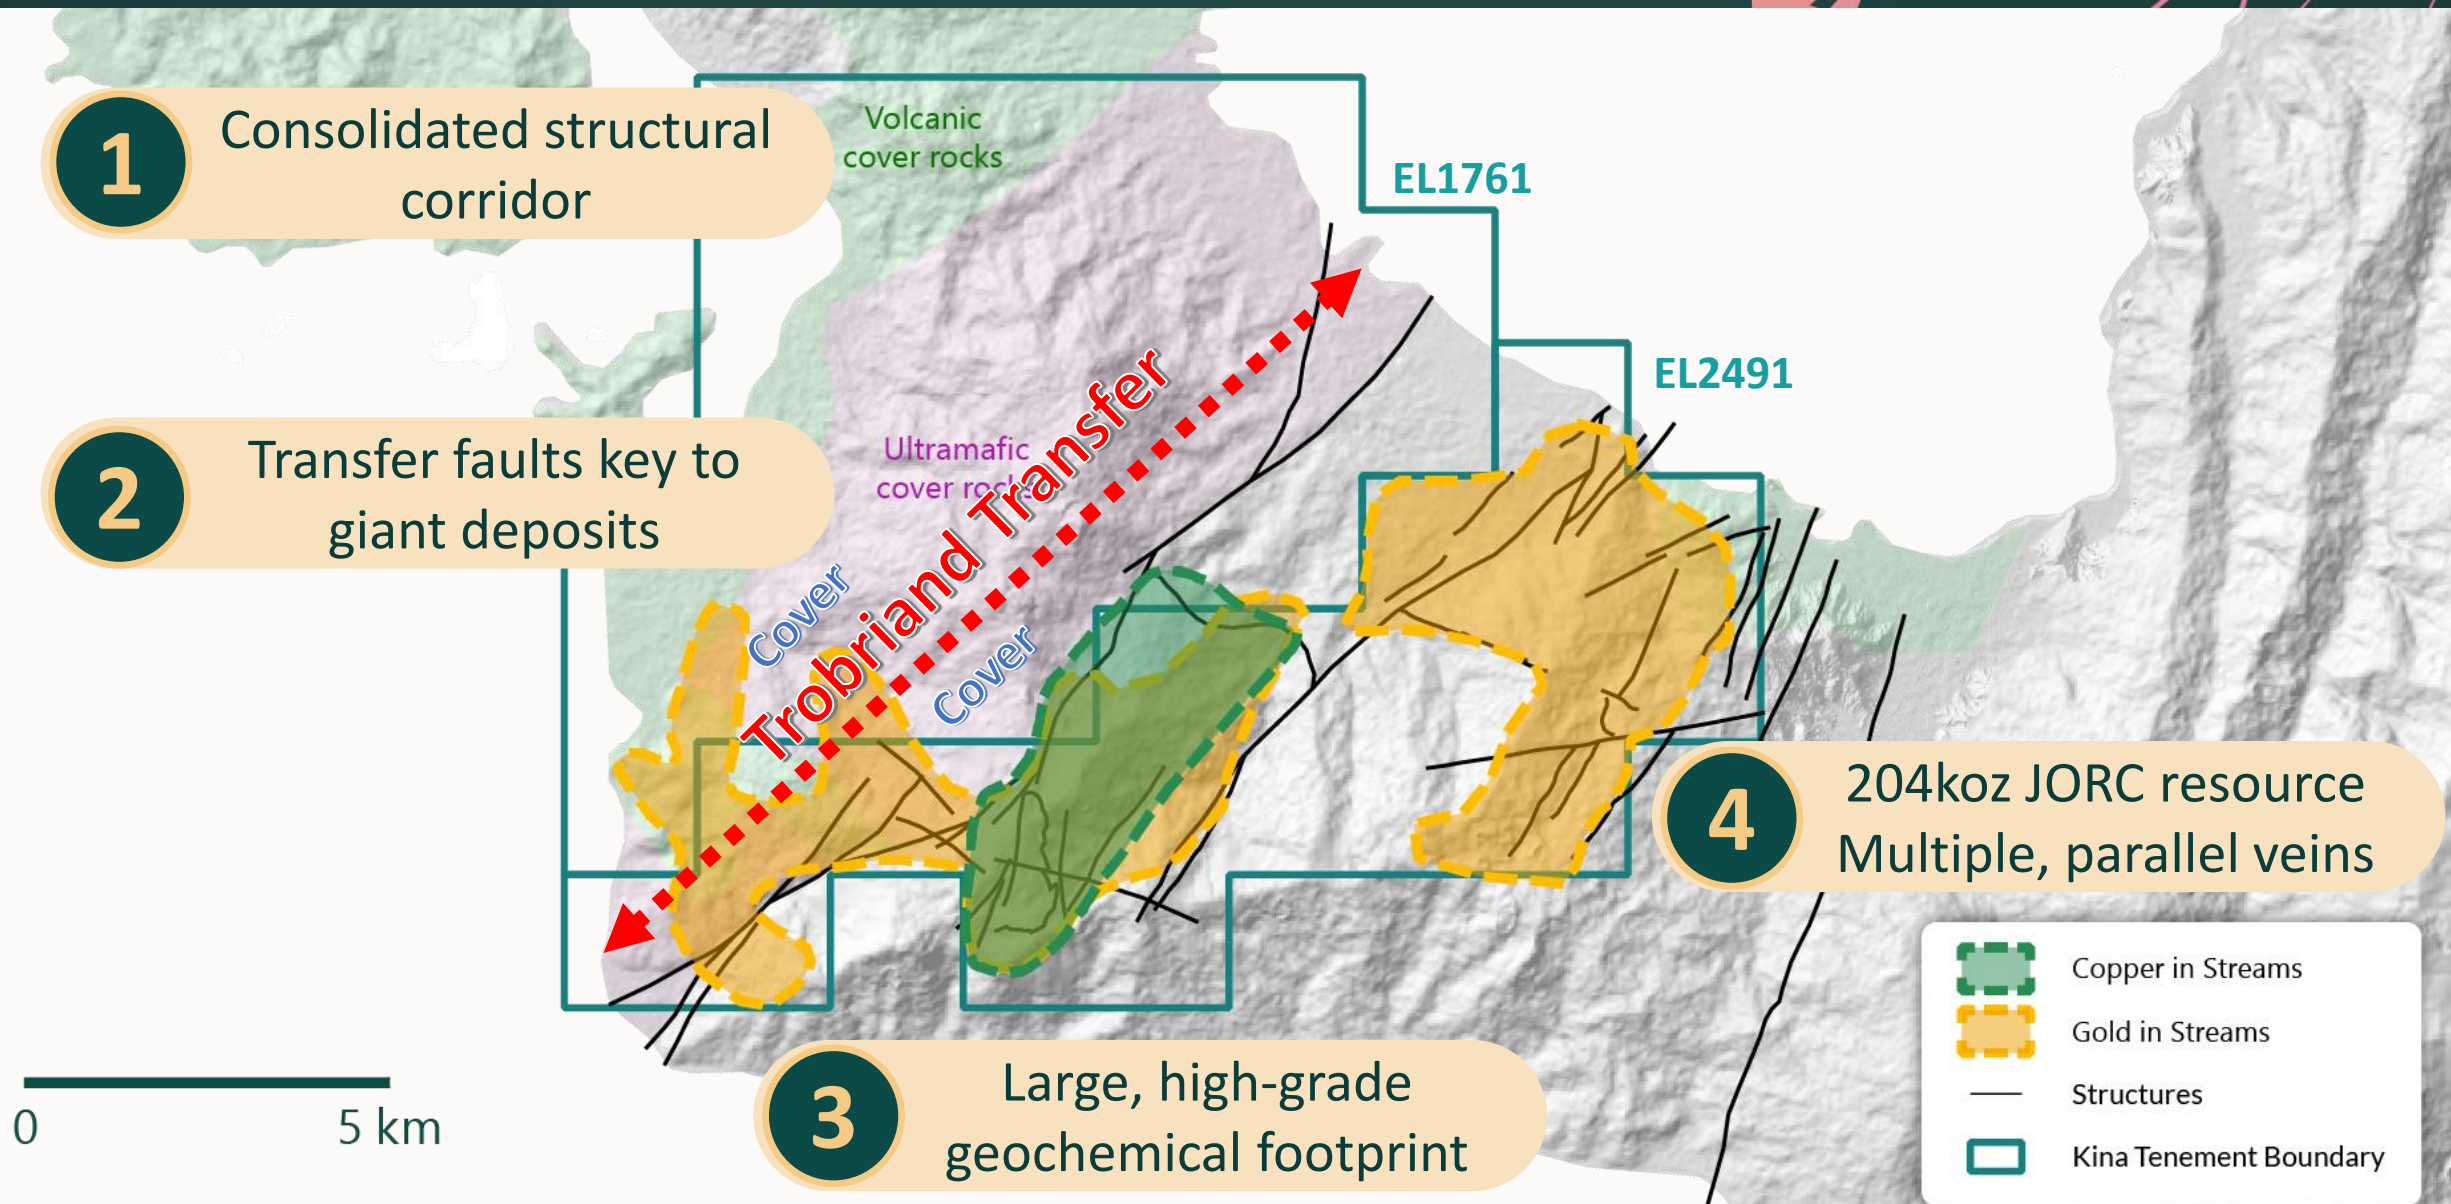 1
Consolidated structural
corridor
Volcanic
cover rocks
EL1761
EL2491
2
Transfer faults key to
giant deposits
Ultramafic
cover rocks
Trobriand Transfer
Cover
Cover
4
204koz JORC resource
Multiple, parallel veins
3
Large, high-grade
geochemical footprint
0
5 km
Copper in Streams
Gold in Streams
Structures
Kina Tenement Boundary